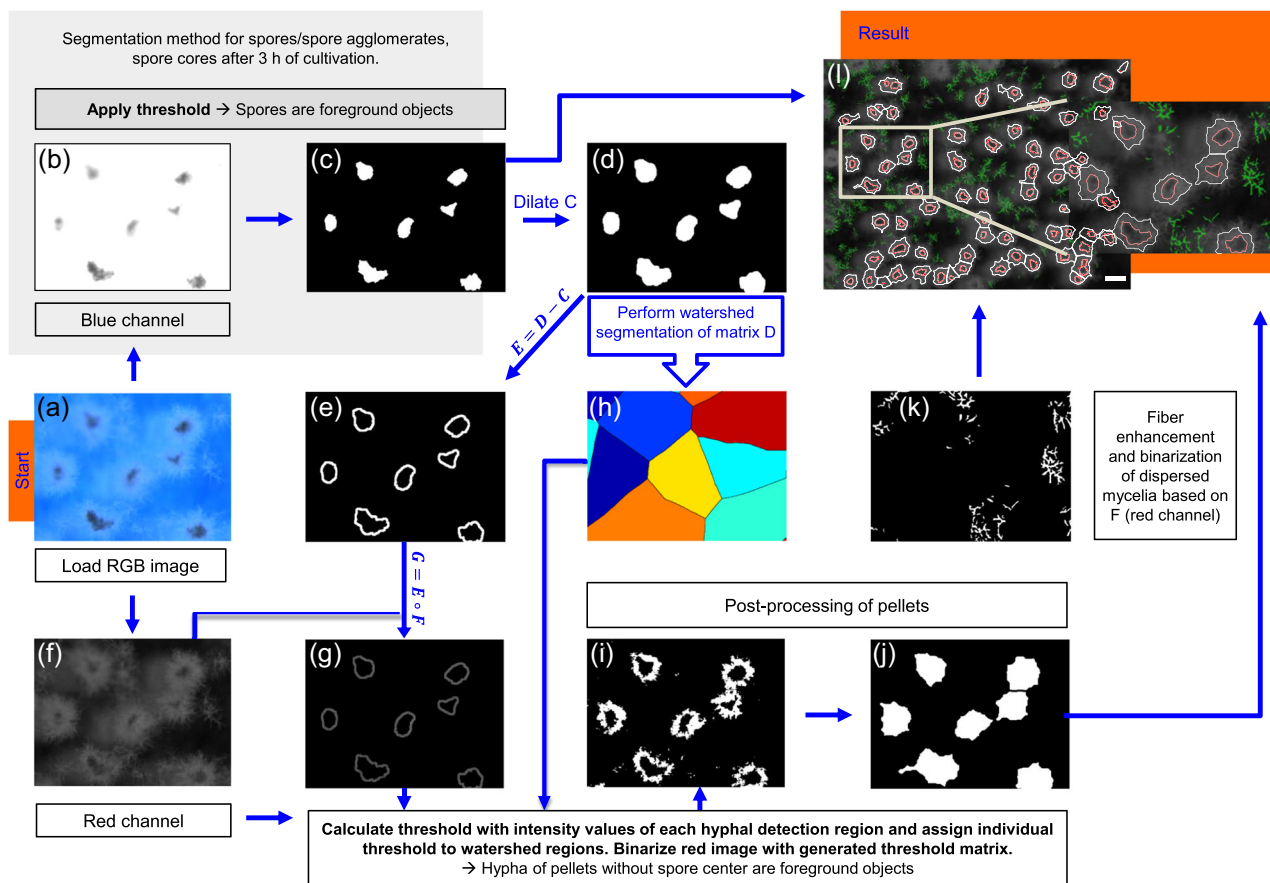 Segmentation method for spores/spore agglomerates,
spore cores after 3 h of cultivation.
Apply threshold → Spores are foreground objects
(b)
(c)
Dilate C
(d)
Blue channel
E = D − C
Perform watershed
segmentation of matrix D
Result
(l)
Start
(a)
Load RGB image
(e)
(h)
(k)
Fiber
enhancement
and binarization
of dispersed
mycelia based on
F (red channel)
G = E ∘ F
Post-processing of pellets
(f)
(g)
(i)
(j)
Red channel
Calculate threshold with intensity values of each hyphal detection region and assign individual
threshold to watershed regions. Binarize red image with generated threshold matrix.
→ Hypha of pellets without spore center are foreground objects